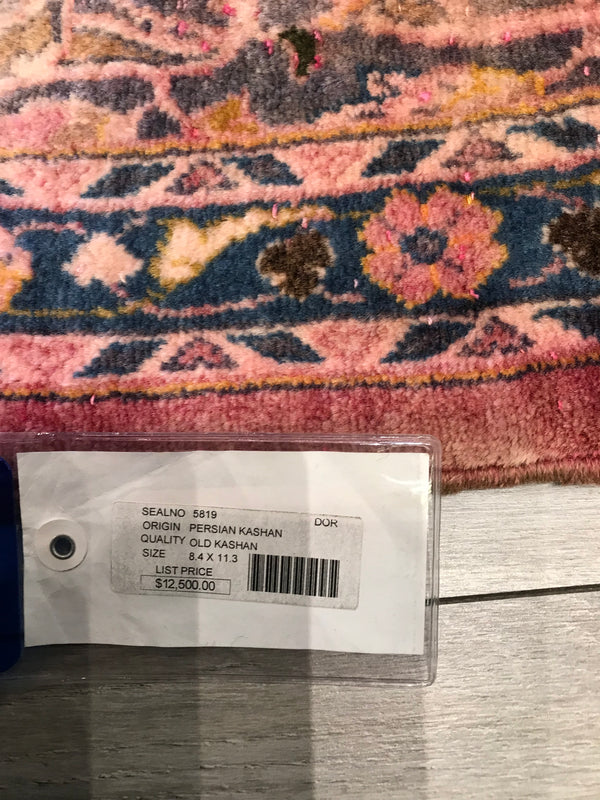 SEALNO 5819
DOR
ORIGIN PERSIAN KASHAN
QUALITY OLD KASHAN
SIZE 8.4 X 11.3
LIST PRICE
$12,500.00